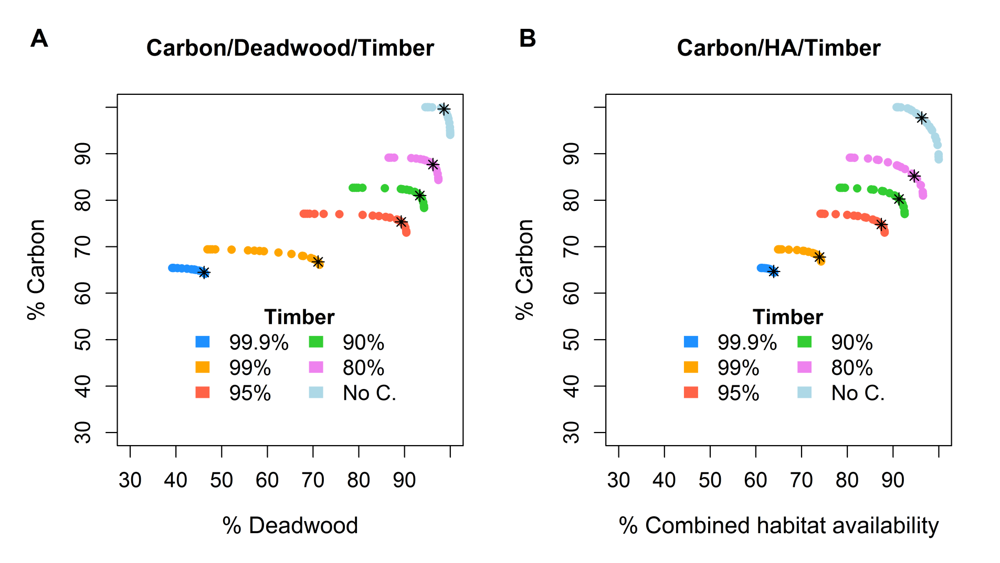 A
Carbon/Deadwood/Timber
% Carbon
90
80
70
60
50
40
30
Timber
99.9%
99%
95%
90%
80%
No C.
30 40 50 60 70 80 90
% Deadwood
B
Carbon/HA/Timber
% Carbon
90
80
70
60
50
40
30
Timber
99.9%
99%
95%
90%
80%
No C.
30 40 50 60 70 80 90
% Combined habitat availability